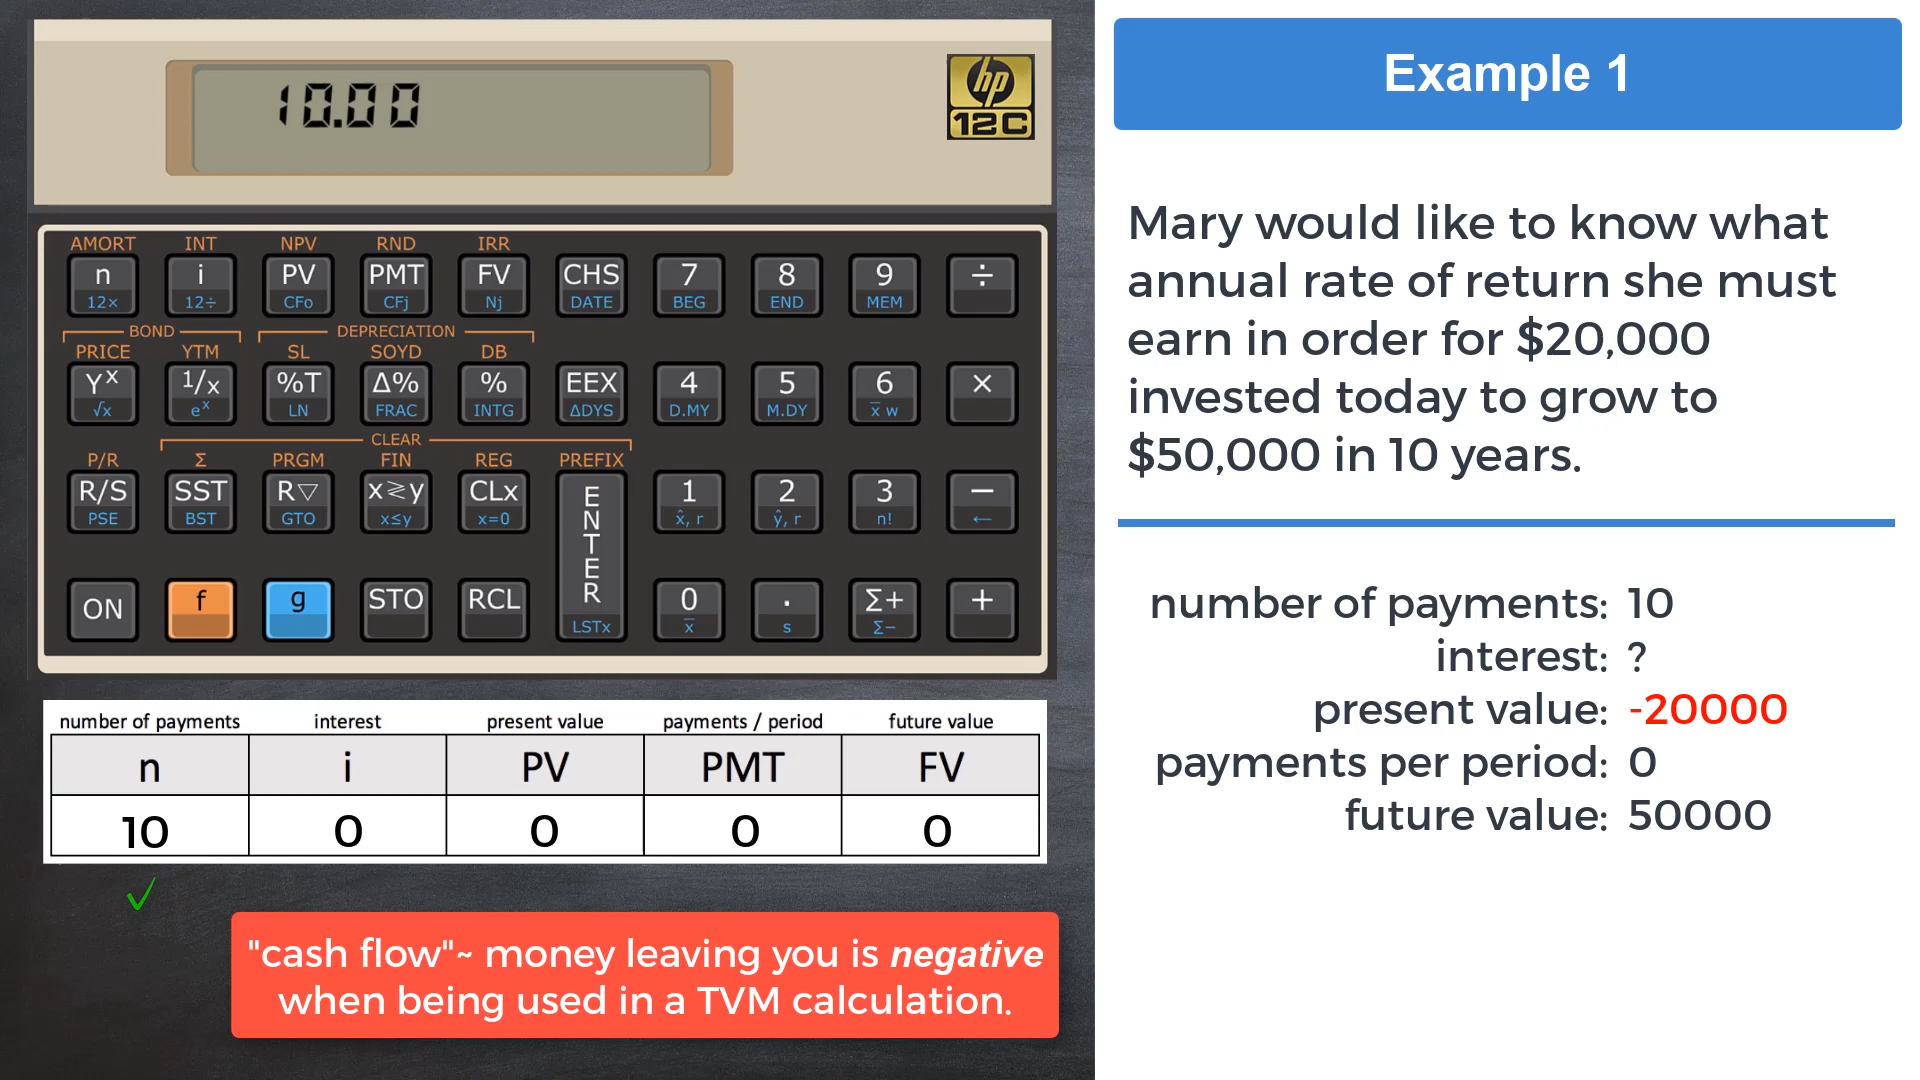 10.00
hp
12C
AMORT INT NPV RND IRR
n i PV PMT FV CHS 7 8 9 ÷
12× 12÷ CFo CFj Nj DATE BEG END MEM
BOND DEPRECIATION
PRICE YTM SL SOYD DB
Y^x 1/x %T Δ% % EEX 4 5 6 ×
√x e^x LN FRAC INTG ΔDYS D.MY M.DY x̄ w
CLEAR
P/R Σ PRGM FIN REG PREFIX
R/S SST R▽ x≷y CLx ENTER 1 2 3 −
PSE BST GTO x≤y x=0 x̂, r ŷ, r n! ←
ON f g STO RCL 0 . Σ+ +
LSTx x̄ s Σ−
number of payments interest present value payments / period future value
n i PV PMT FV
10 0 0 0 0
✓
"cash flow"~ money leaving you is negative
when being used in a TVM calculation.
Example 1
Mary would like to know what
annual rate of return she must
earn in order for $20,000
invested today to grow to
$50,000 in 10 years.
number of payments: 10
interest: ?
present value: -20000
payments per period: 0
future value: 50000